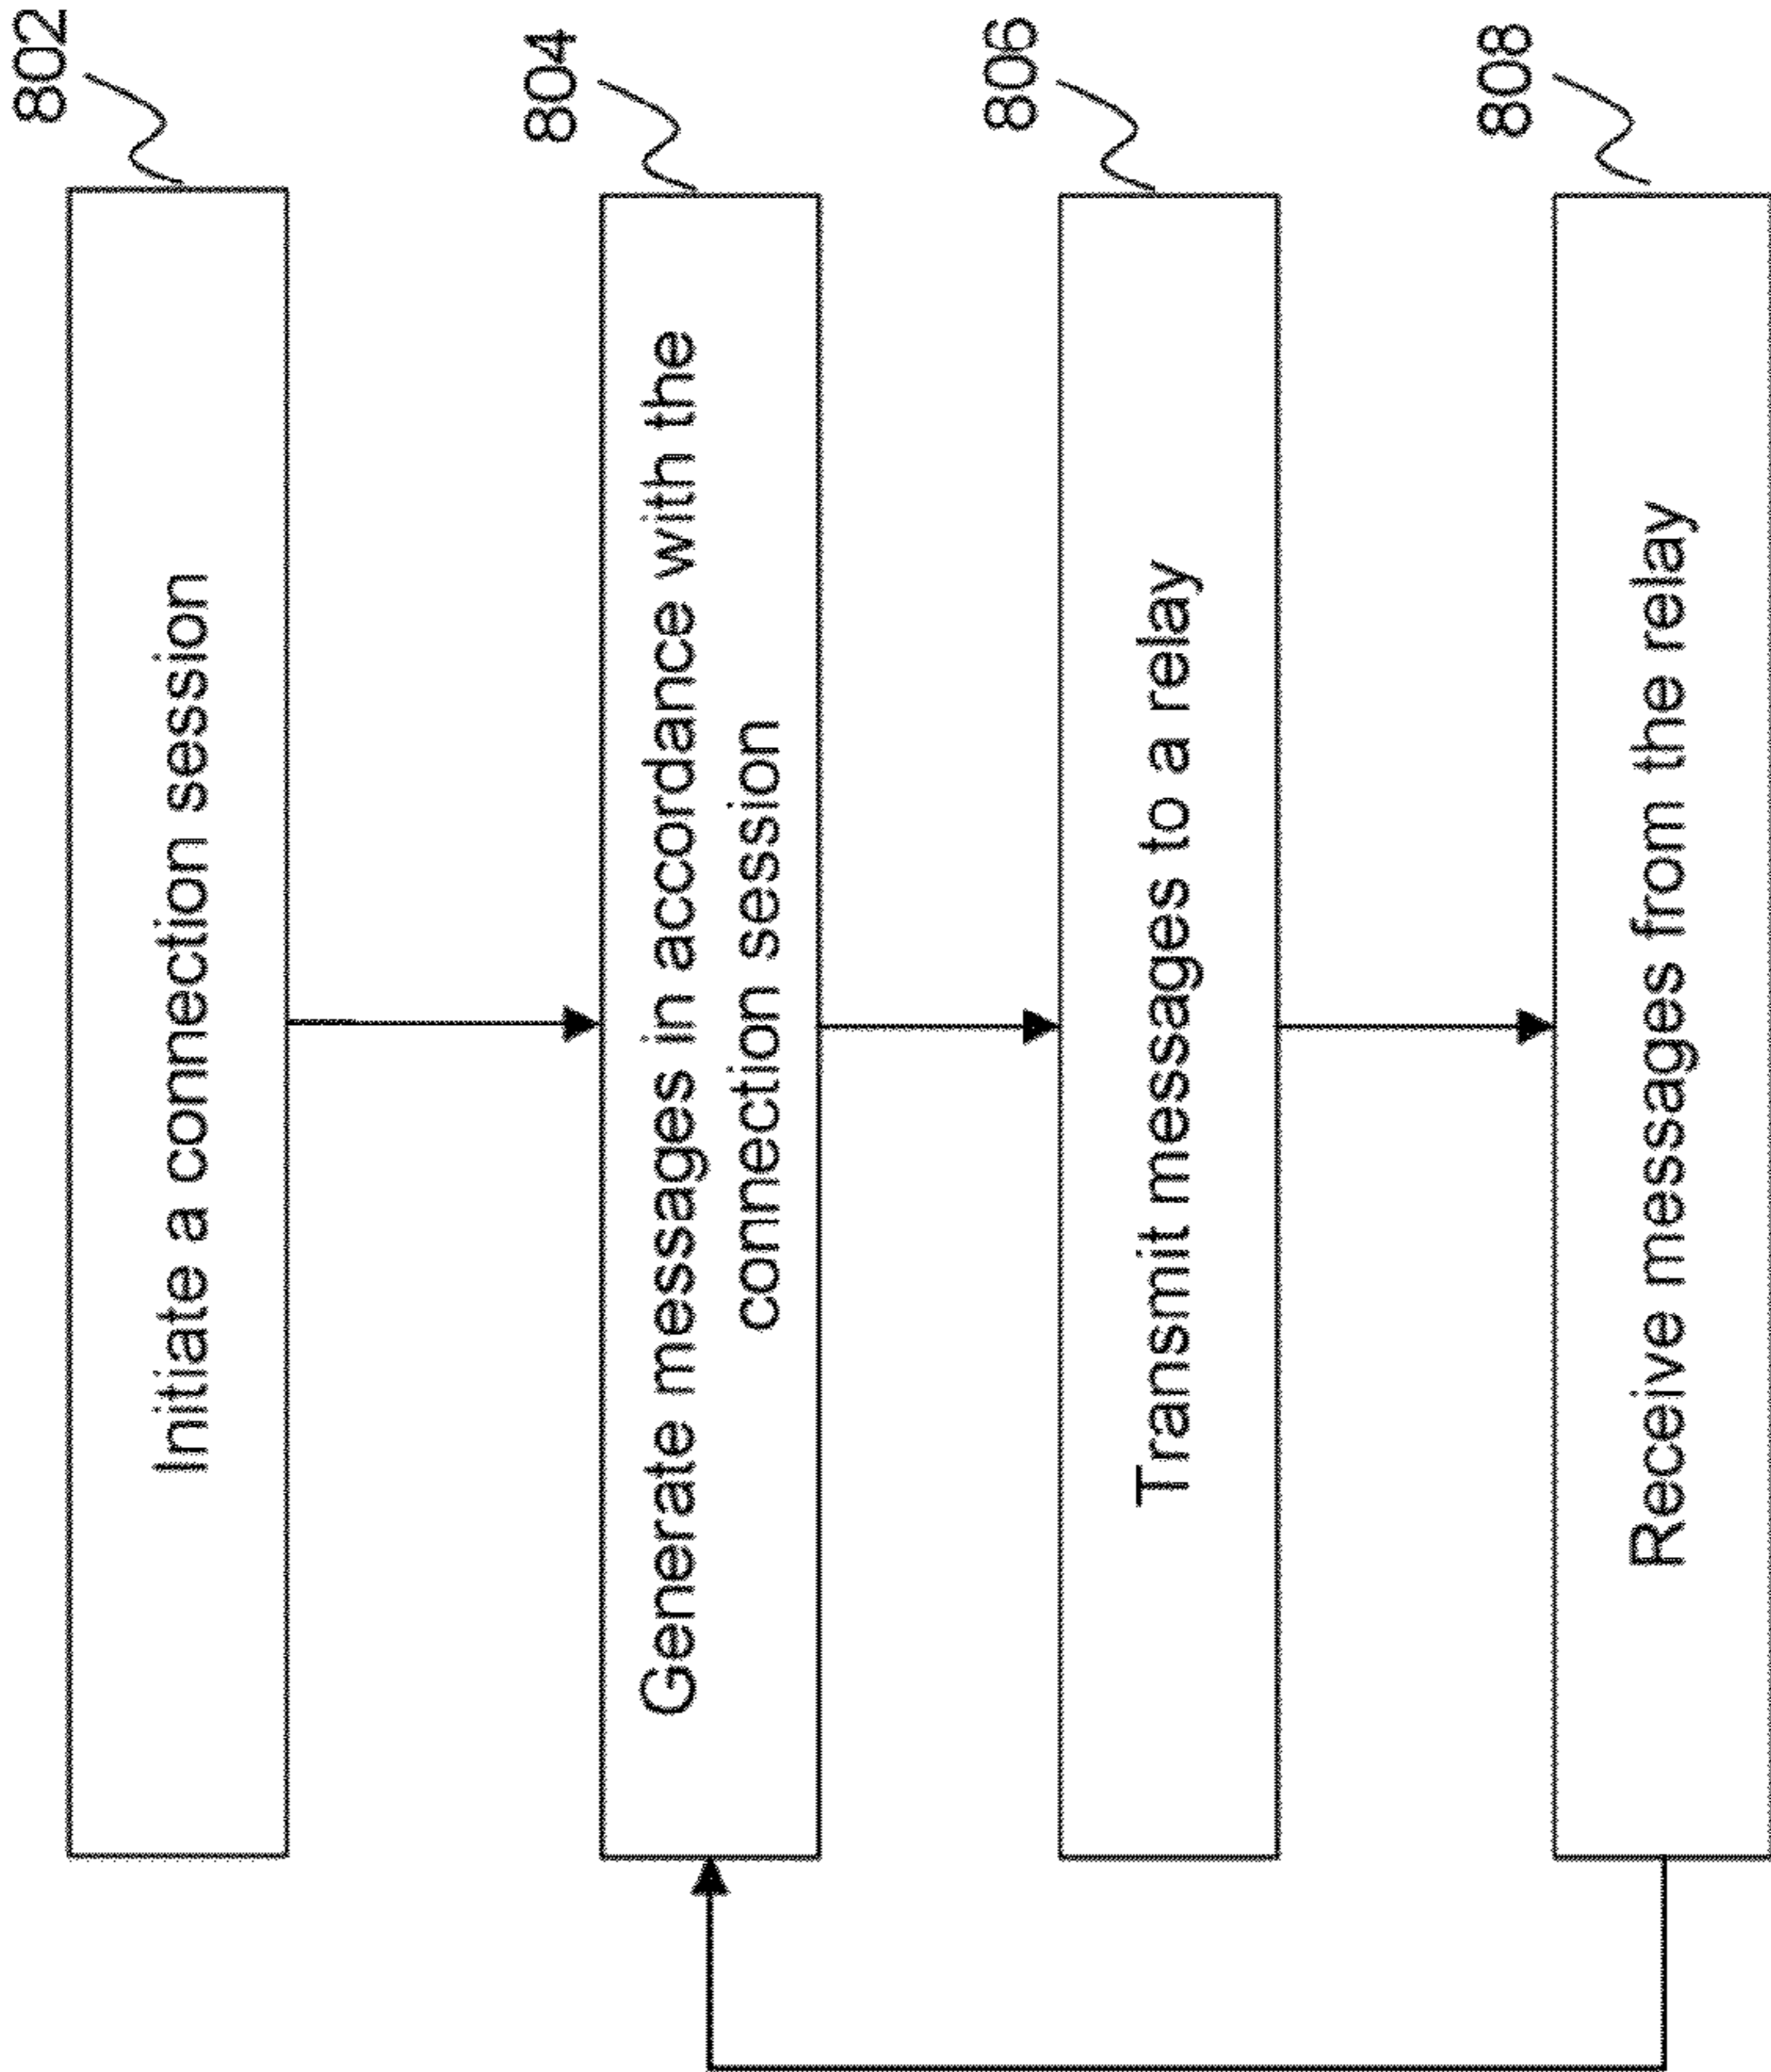 802
Initiate a connection session
804
Generate messages in accordance with the
connection session
806
Transmit messages to a relay
808
Receive messages from the relay